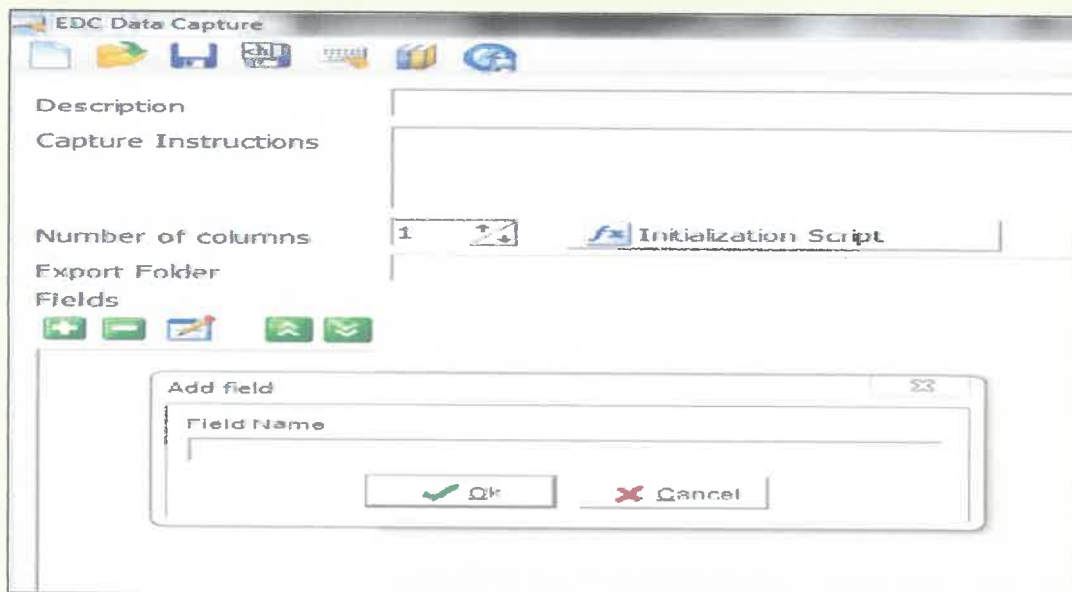 EDC Data Capture
Description
Capture Instructions
Number of columns
1
fx Initialization Script
Export Folder
Fields
Add field
Field Name
Ok
Cancel